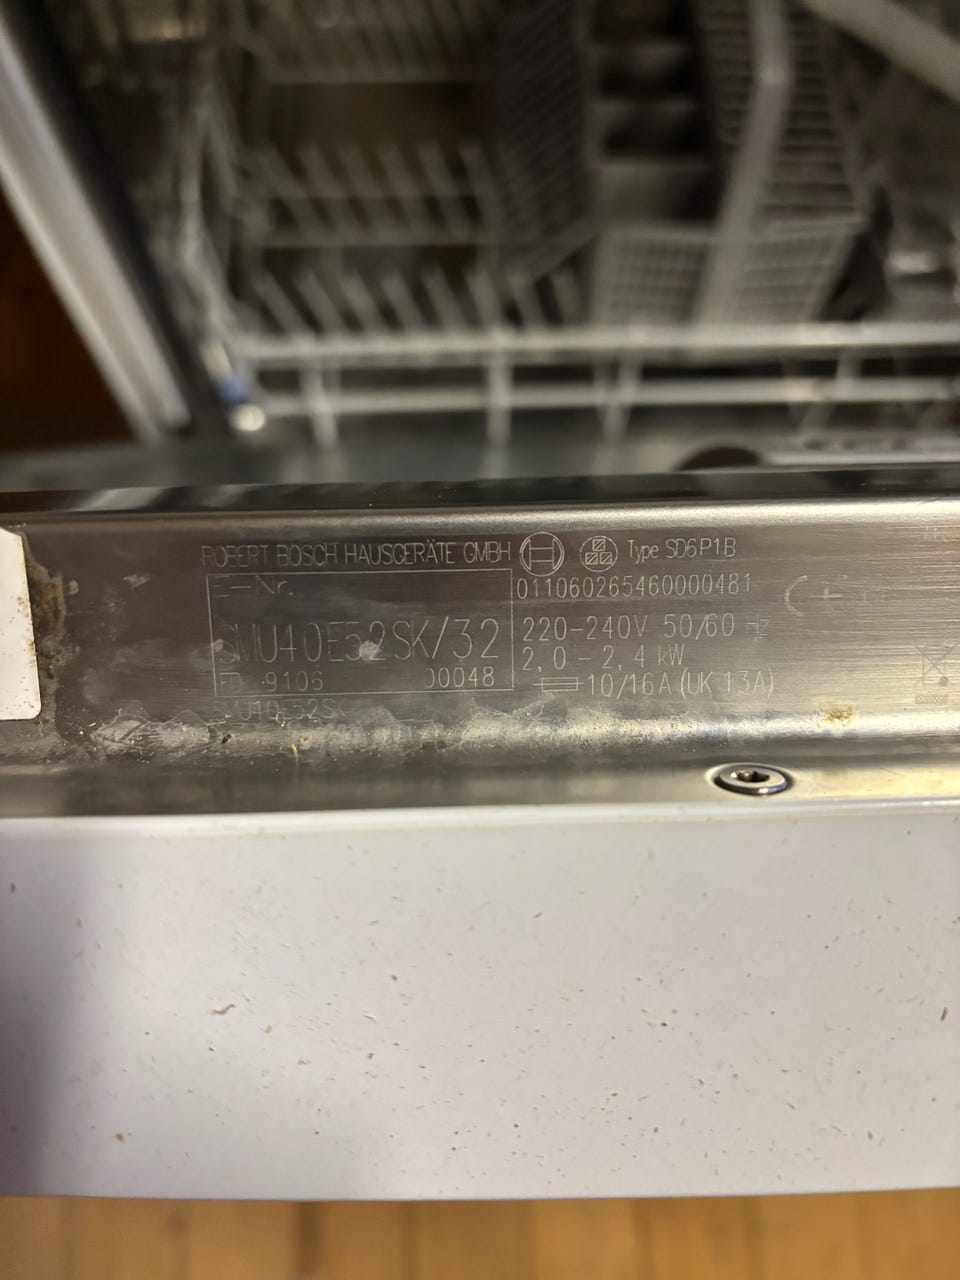 ROBERT BOSCH HAUSGERÄTE GMBH
Type SD6P1B
E-Nr.
011060265460000481
SMU40E52SK/32
220-240V 50/60 Hz
2,0 - 2,4 kW
FD 9106 00048
10/16A (UK 13A)
SMU40E52SK